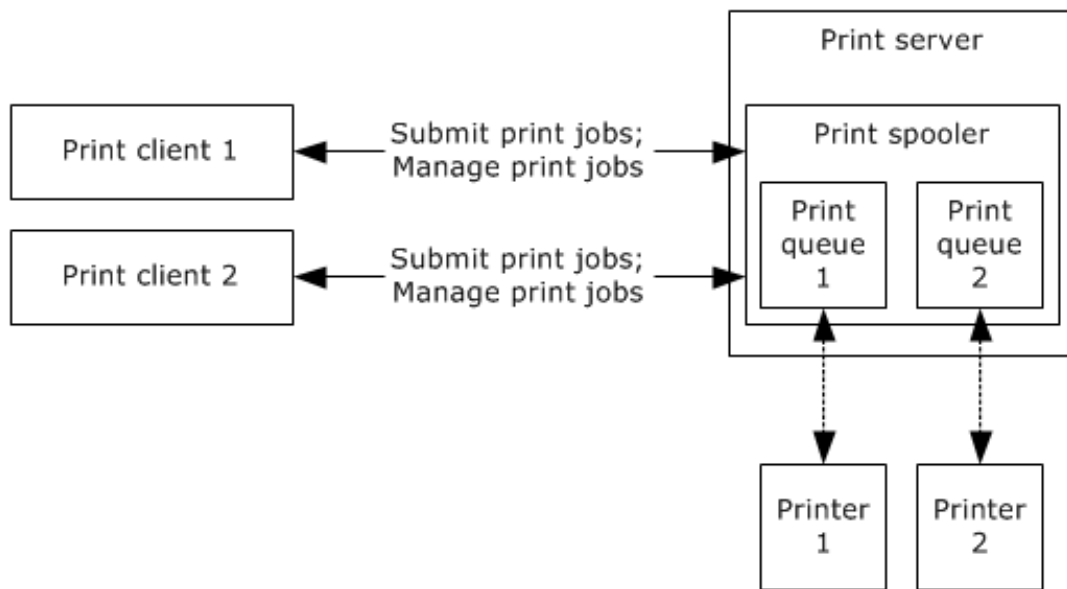 Print server
Print client 1
Submit print jobs;
Manage print jobs
Print spooler
Print
queue
1
Print
queue
2
Print client 2
Submit print jobs;
Manage print jobs
Printer
1
Printer
2